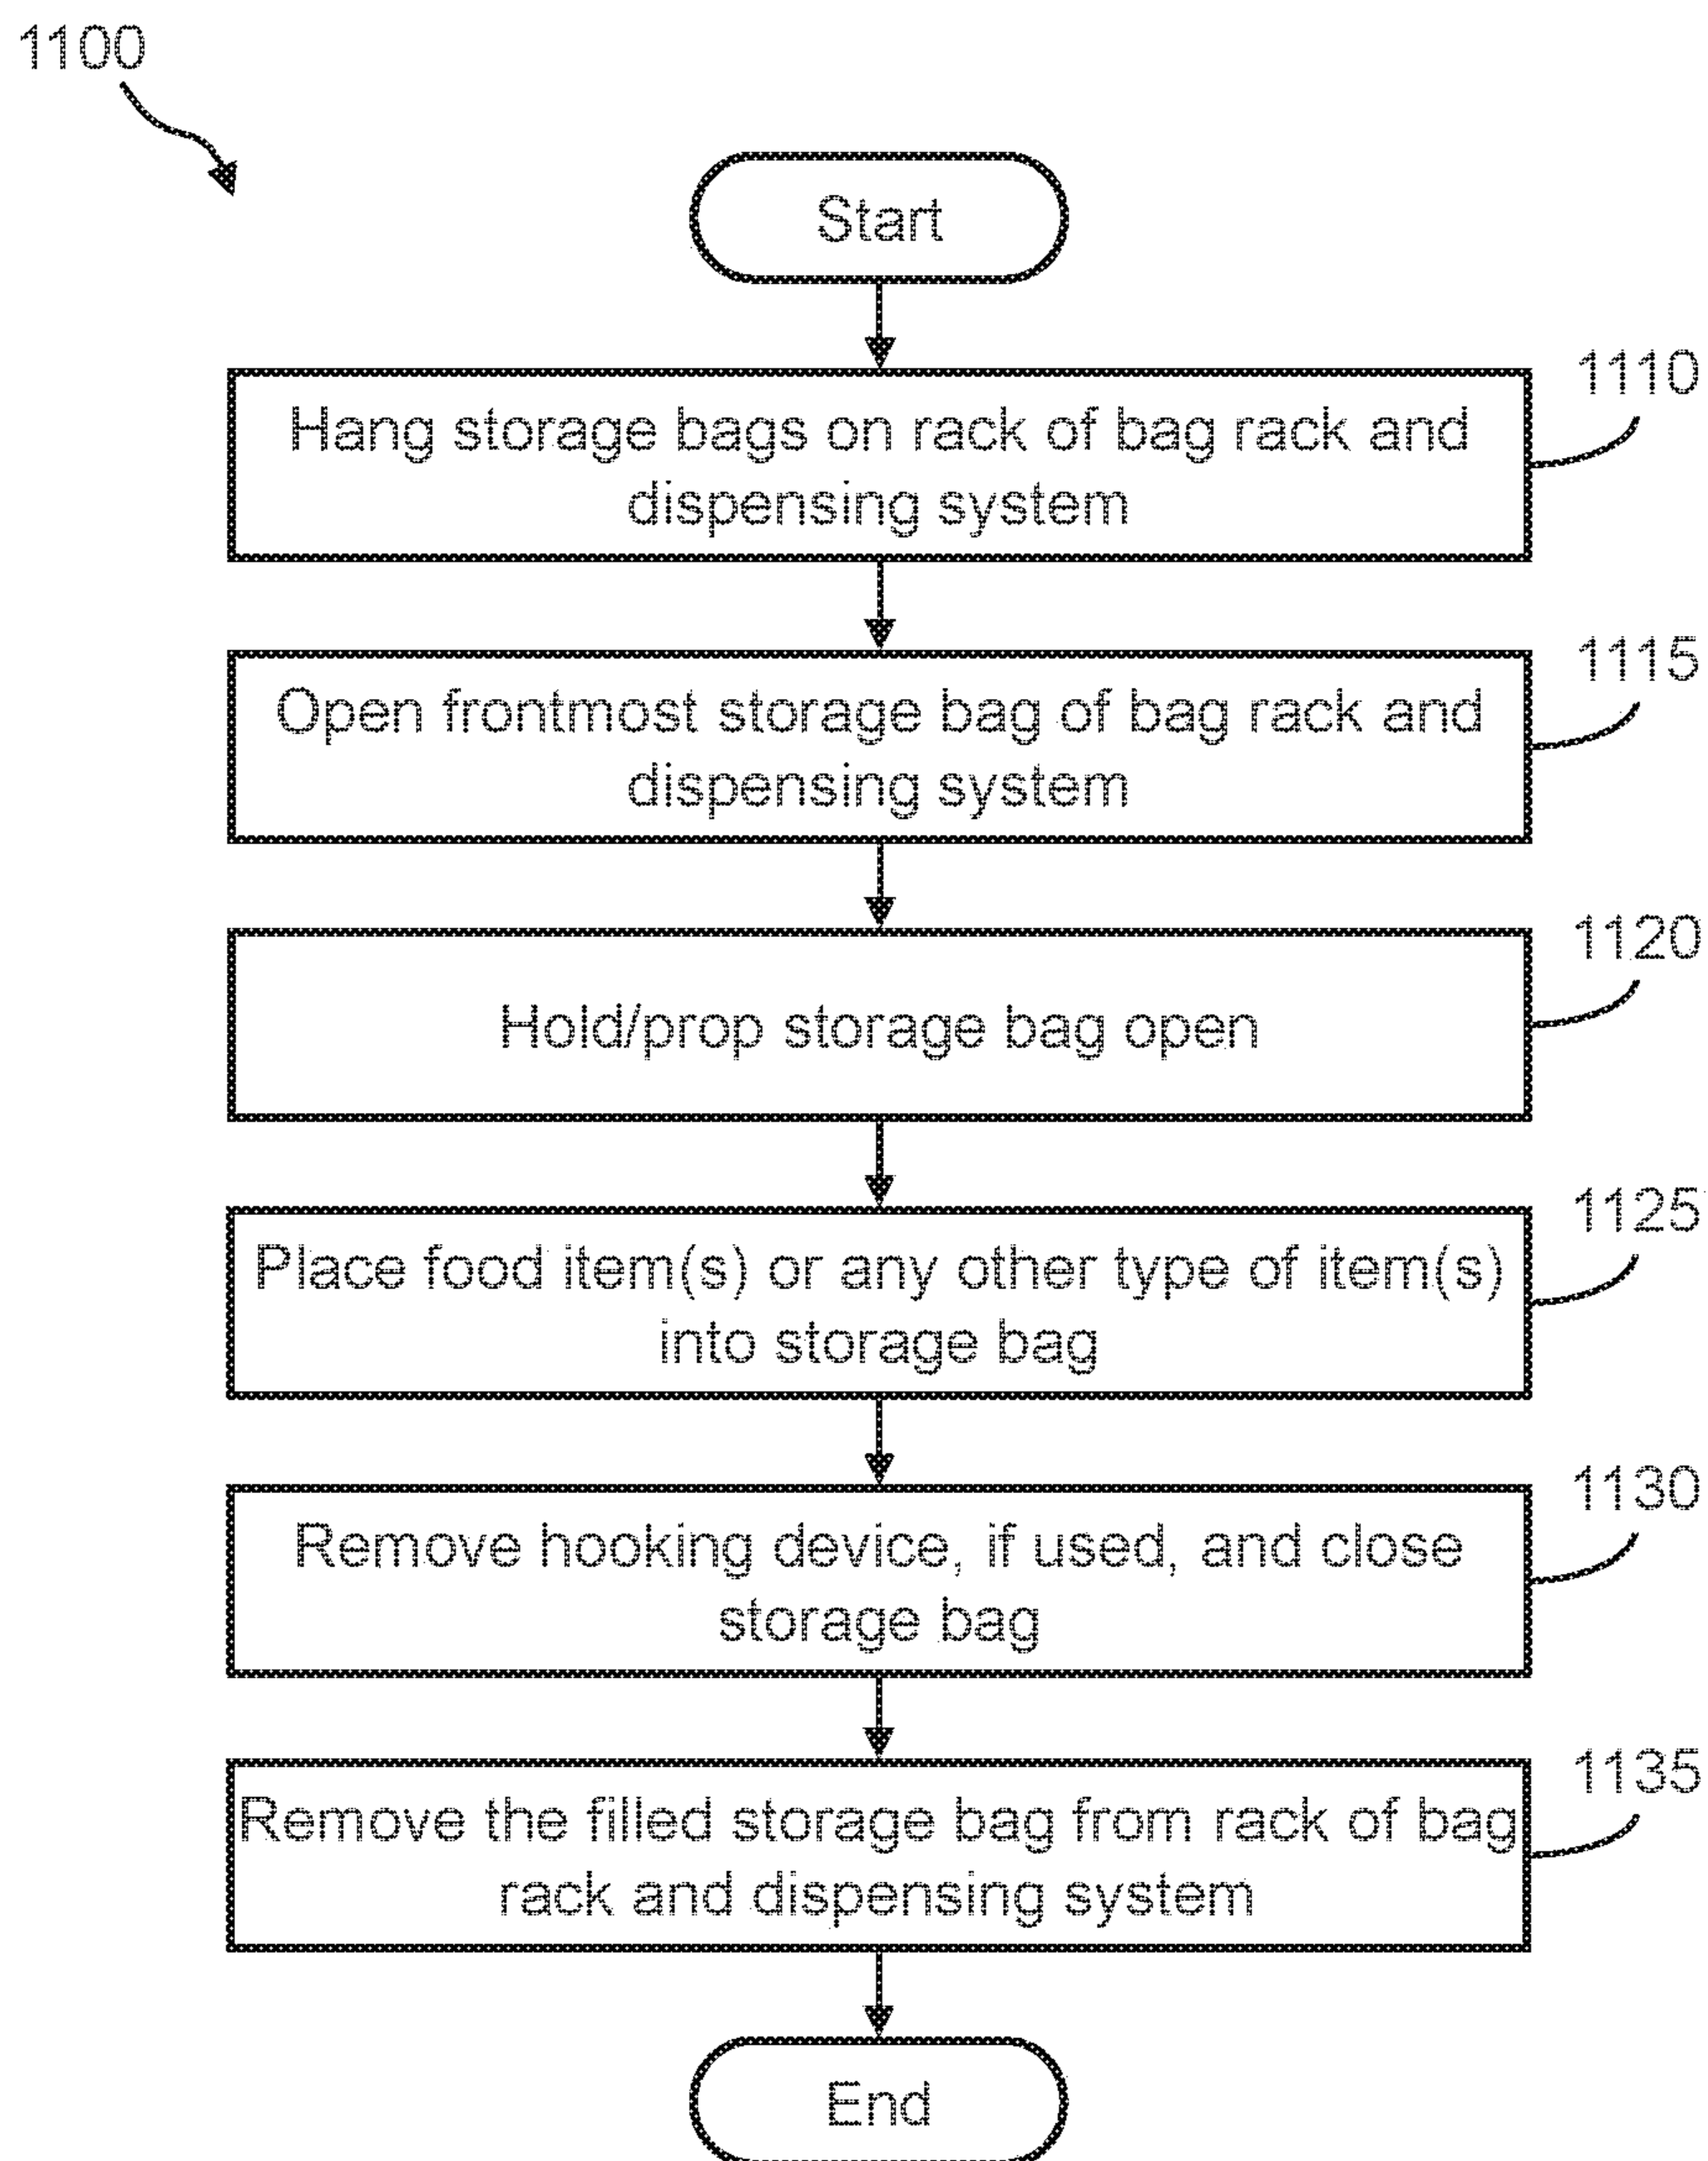 1100
Start
1110
Hang storage bags on rack of bag rack and
dispensing system
1115
Open frontmost storage bag of bag rack and
dispensing system
1120
Hold/prop storage bag open
1125
Place food item(s) or any other type of item(s)
into storage bag
1130
Remove hooking device, if used, and close
storage bag
1135
Remove the filled storage bag from rack of bag
rack and dispensing system
End